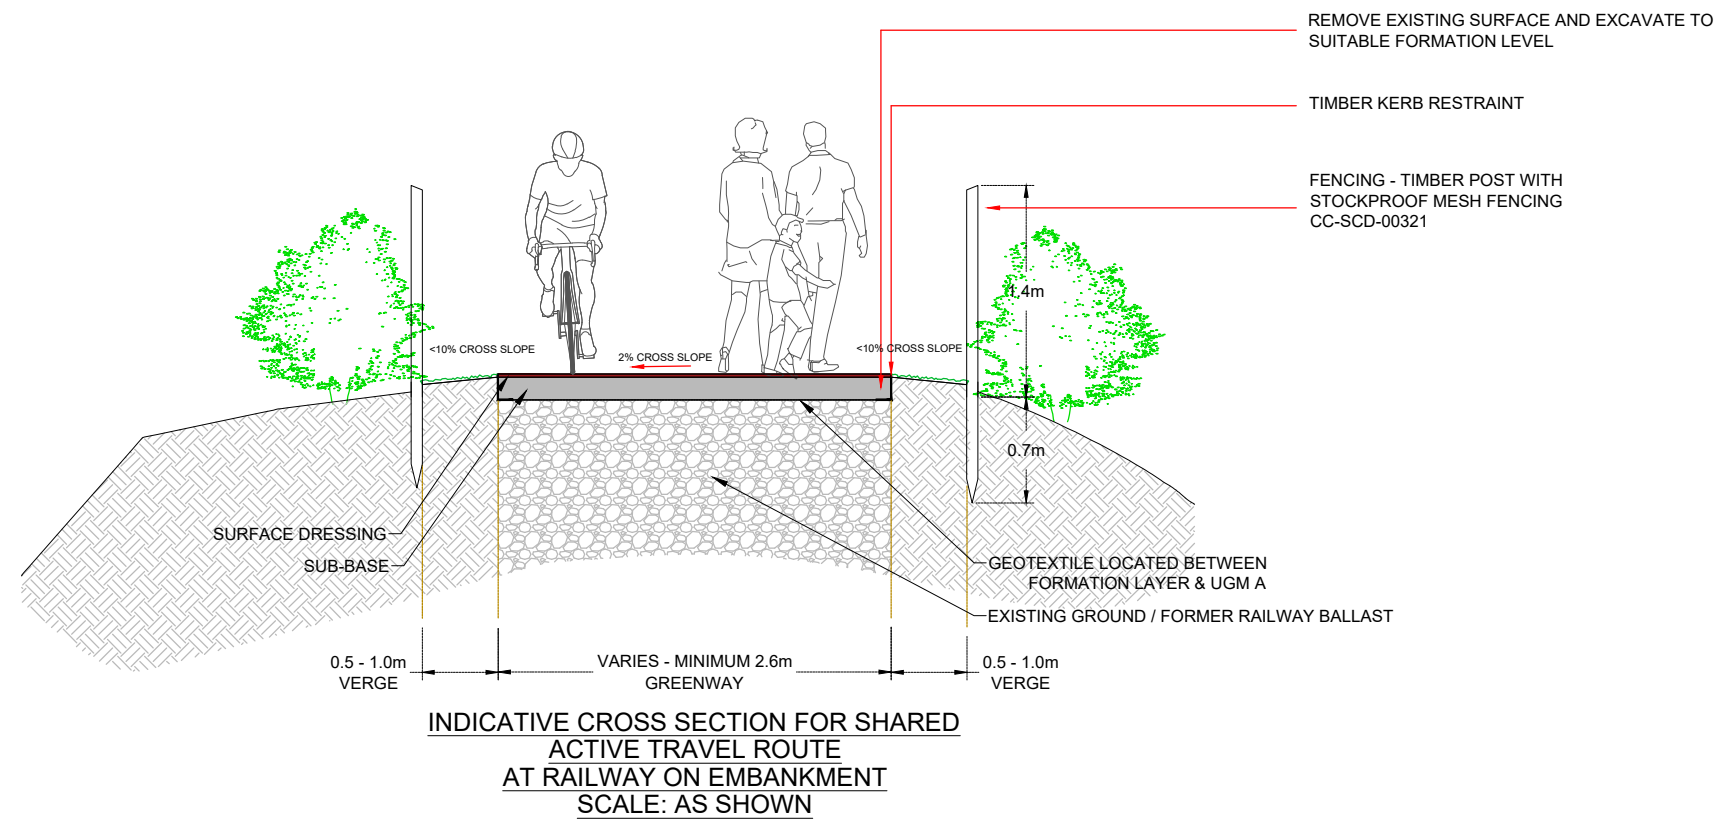 REMOVE EXISTING SURFACE AND EXCAVATE TO
SUITABLE FORMATION LEVEL
TIMBER KERB RESTRAINT
FENCING - TIMBER POST WITH
STOCKPROOF MESH FENCING
CC-SCD-00321
1.4m
<10% CROSS SLOPE
2% CROSS SLOPE
<10% CROSS SLOPE
0.7m
SURFACE DRESSING
SUB-BASE
GEOTEXTILE LOCATED BETWEEN
FORMATION LAYER & UGM A
EXISTING GROUND / FORMER RAILWAY BALLAST
0.5 - 1.0m
VERGE
VARIES - MINIMUM 2.6m
GREENWAY
0.5 - 1.0m
VERGE
INDICATIVE CROSS SECTION FOR SHARED
ACTIVE TRAVEL ROUTE
AT RAILWAY ON EMBANKMENT
SCALE: AS SHOWN